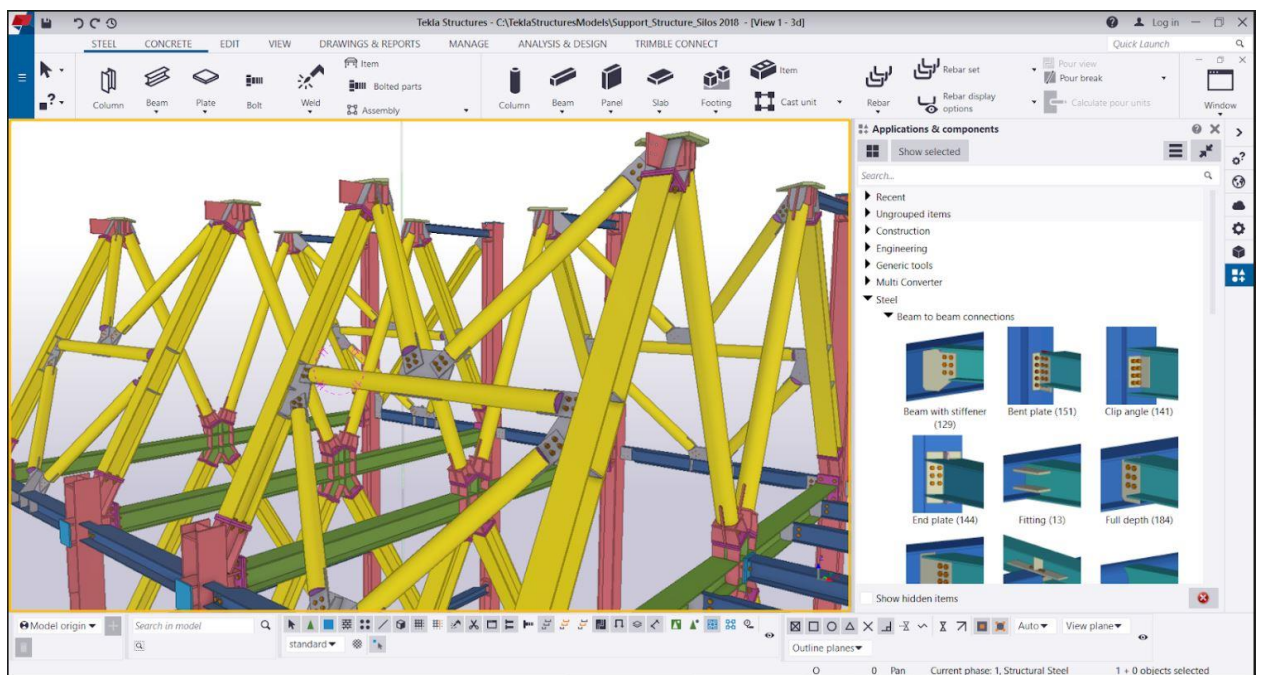 Tekla Structures - C:\TeklaStructuresModels\Support_Structure_Silos 2018 - [View 1 - 3d]
Log in
STEEL CONCRETE EDIT VIEW DRAWINGS & REPORTS MANAGE ANALYSIS & DESIGN TRIMBLE CONNECT
Quick Launch
Column
Beam
Plate
Bolt
Weld
Item
Bolted parts
Assembly
Column
Beam
Panel
Slab
Footing
Item
Cast unit
Rebar
Rebar set
Rebar display
options
Pour view
Pour break
Calculate pour units
Window
Applications & components
Show selected
Search...
Recent
Ungrouped items
Construction
Engineering
Generic tools
Multi Converter
Steel
Beam to beam connections
Beam with stiffener
(129)
Bent plate (151)
Clip angle (141)
End plate (144)
Fitting (13)
Full depth (184)
Show hidden items
Model origin
Search in model
standard
Auto
View plane
Outline planes
O 0 Pan Current phase: 1, Structural Steel 1 + 0 objects selected